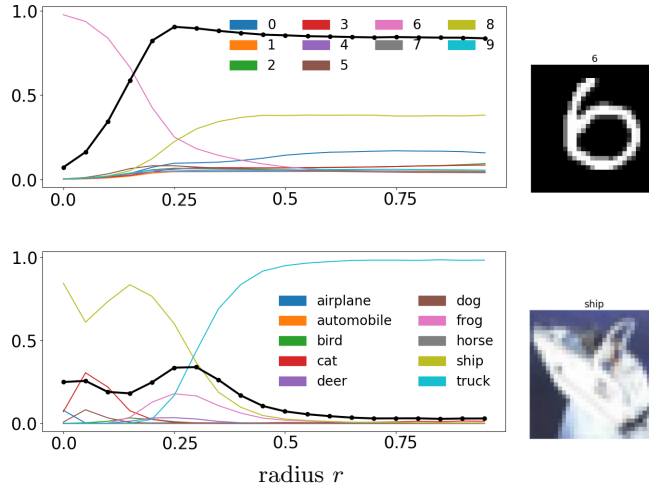 1.0
0.5
0.0
0.0 0.25 0.5 0.75
0 3 6 8
1 4 7 9
2 5
6
1.0
0.5
0.0
0.0 0.25 0.5 0.75
airplane dog
automobile frog
bird horse
cat ship
deer truck
ship
radius r